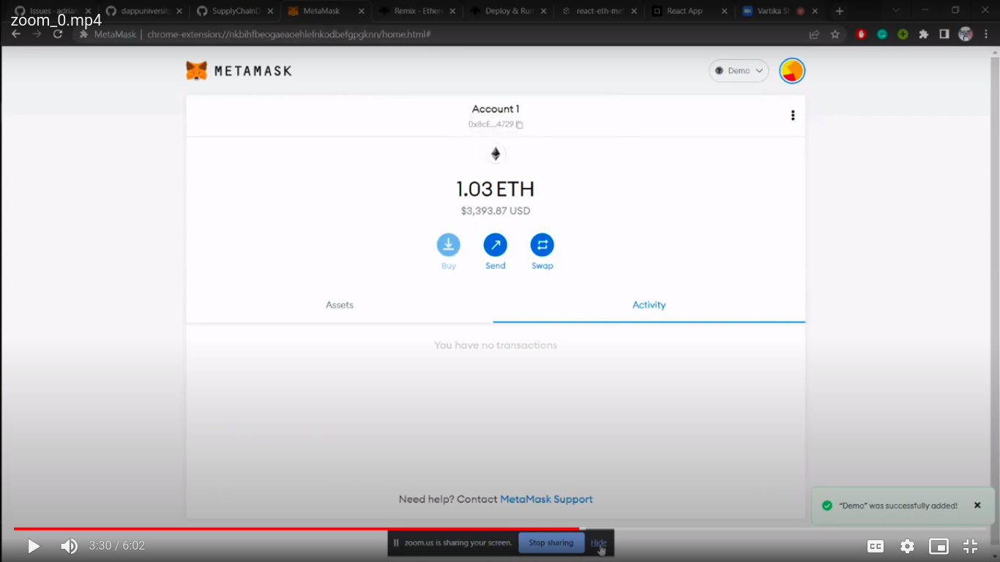 Issues - adrian
dappuniversit
SupplyChainD
MetaMask
Remix - Ether
Deploy & Run
react-eth-me
React App
Vartika S
zoom_0.mp4
MetaMask
chrome-extension://nkbihfbeogaeaoehlefnkodbefgpgknn/home.html#
METAMASK
Demo
Account 1
0x8cE...4729
1.03 ETH
$3,393.87 USD
Buy
Send
Swap
Assets
Activity
You have no transactions
Need help? Contact MetaMask Support
"Demo" was successfully added!
3:30 / 6:02
zoom.us is sharing your screen.
Stop sharing
Hide
CC